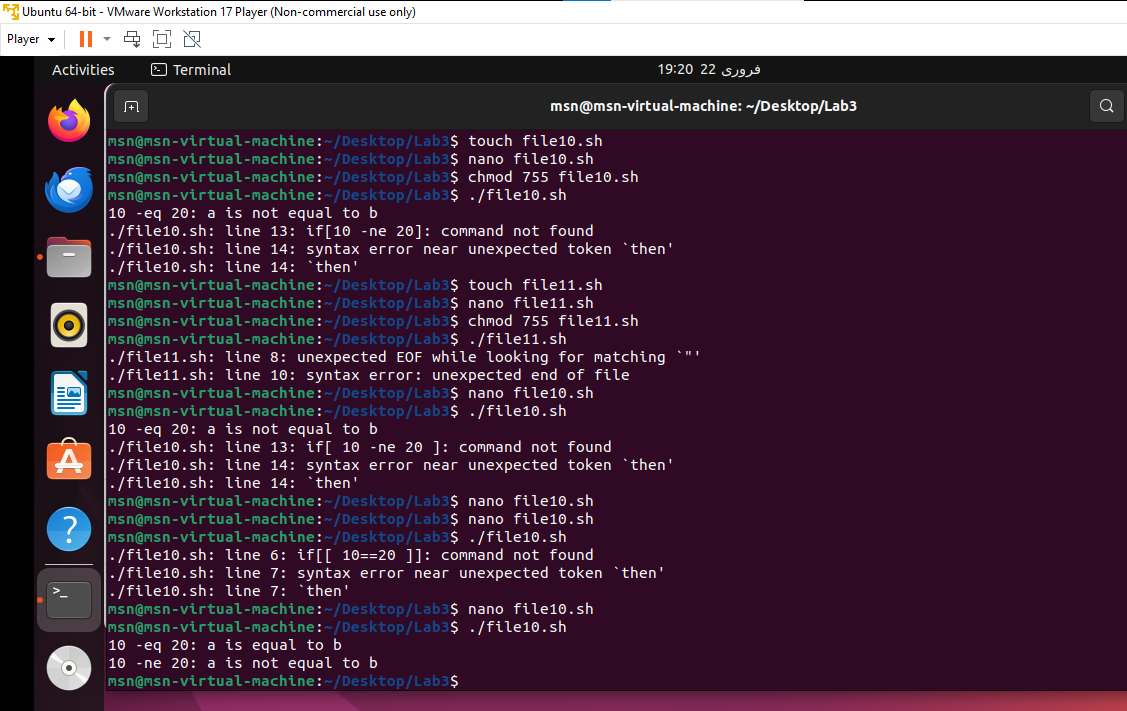 Ubuntu 64-bit - VMware Workstation 17 Player (Non-commercial use only)
Player
Activities
Terminal
19:20 22 فروری
msn@msn-virtual-machine: ~/Desktop/Lab3
msn@msn-virtual-machine:~/Desktop/Lab3$ touch file10.sh
msn@msn-virtual-machine:~/Desktop/Lab3$ nano file10.sh
msn@msn-virtual-machine:~/Desktop/Lab3$ chmod 755 file10.sh
msn@msn-virtual-machine:~/Desktop/Lab3$ ./file10.sh
10 -eq 20: a is not equal to b
./file10.sh: line 13: if[10 -ne 20]: command not found
./file10.sh: line 14: syntax error near unexpected token `then'
./file10.sh: line 14: `then'
msn@msn-virtual-machine:~/Desktop/Lab3$ touch file11.sh
msn@msn-virtual-machine:~/Desktop/Lab3$ nano file11.sh
msn@msn-virtual-machine:~/Desktop/Lab3$ chmod 755 file11.sh
msn@msn-virtual-machine:~/Desktop/Lab3$ ./file11.sh
./file11.sh: line 8: unexpected EOF while looking for matching `"'
./file11.sh: line 10: syntax error: unexpected end of file
msn@msn-virtual-machine:~/Desktop/Lab3$ nano file10.sh
msn@msn-virtual-machine:~/Desktop/Lab3$ ./file10.sh
10 -eq 20: a is not equal to b
./file10.sh: line 13: if[ 10 -ne 20 ]: command not found
./file10.sh: line 14: syntax error near unexpected token `then'
./file10.sh: line 14: `then'
msn@msn-virtual-machine:~/Desktop/Lab3$ nano file10.sh
msn@msn-virtual-machine:~/Desktop/Lab3$ nano file10.sh
msn@msn-virtual-machine:~/Desktop/Lab3$ ./file10.sh
./file10.sh: line 6: if[[ 10==20 ]]: command not found
./file10.sh: line 7: syntax error near unexpected token `then'
./file10.sh: line 7: `then'
msn@msn-virtual-machine:~/Desktop/Lab3$ nano file10.sh
msn@msn-virtual-machine:~/Desktop/Lab3$ ./file10.sh
10 -eq 20: a is equal to b
10 -ne 20: a is not equal to b
msn@msn-virtual-machine:~/Desktop/Lab3$